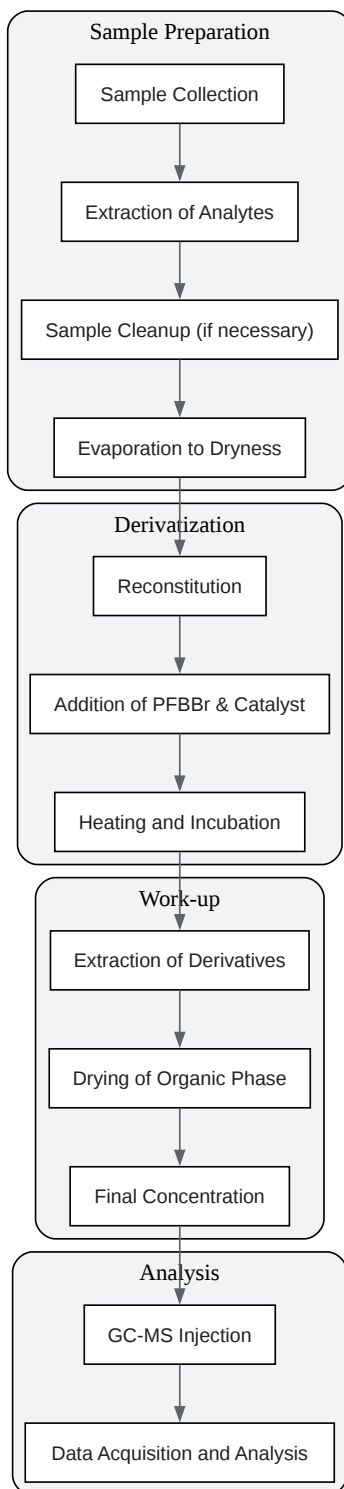 Sample Preparation
Sample Collection
Extraction of Analytes
Sample Cleanup (if necessary)
Evaporation to Dryness
Derivatization
Reconstitution
Addition of PFBBr & Catalyst
Heating and Incubation
Work-up
Extraction of Derivatives
Drying of Organic Phase
Final Concentration
Analysis
GC-MS Injection
Data Acquisition and Analysis